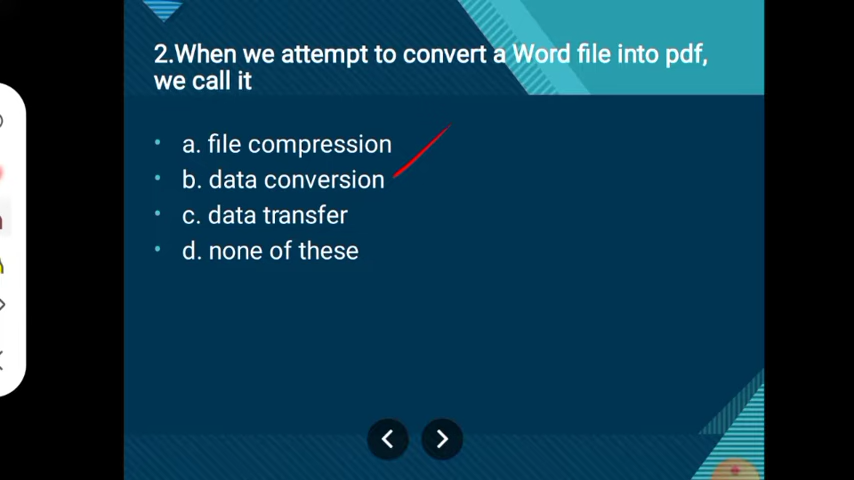 2.When we attempt to convert a Word file into pdf,
we call it
a. file compression
b. data conversion
c. data transfer
d. none of these